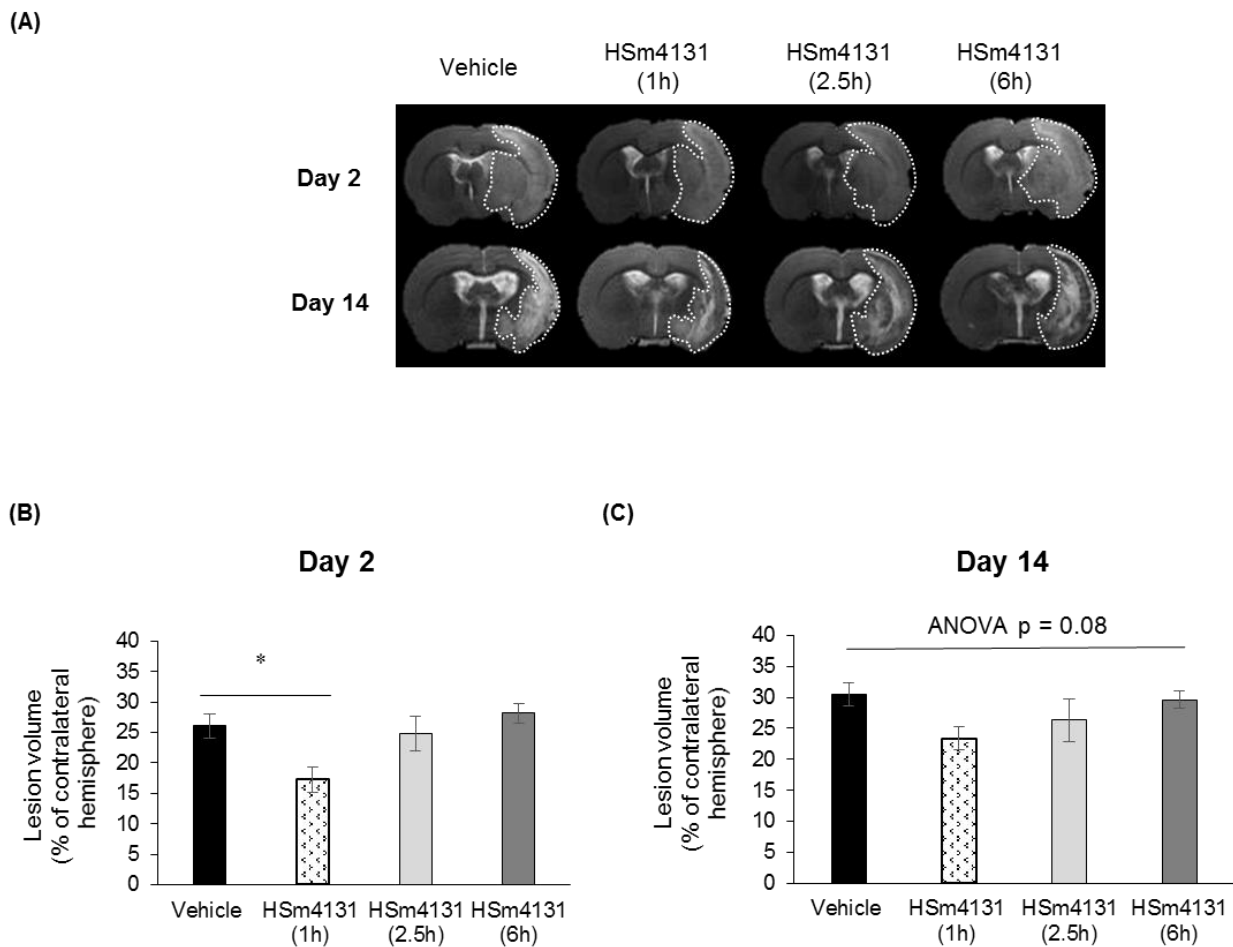 (A)
Vehicle
HSm4131
(1h)
HSm4131
(2.5h)
HSm4131
(6h)
Day 2
Day 14
(B)
Day 2
Lesion volume
(% of contralateral
hemisphere)
40
35
30
25
20
15
10
5
0
*
Vehicle
HSm4131
(1h)
HSm4131
(2.5h)
HSm4131
(6h)
(C)
Day 14
Lesion volume
(% of contralateral
hemisphere)
40
35
30
25
20
15
10
5
0
ANOVA p = 0.08
Vehicle
HSm4131
(1h)
HSm4131
(2.5h)
HSm4131
(6h)